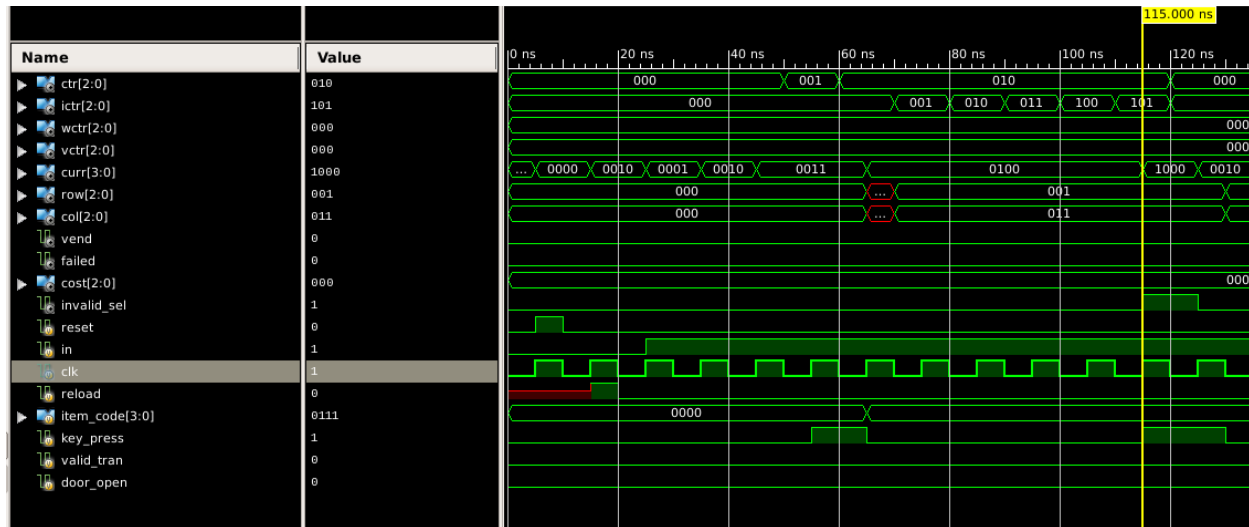 115.000 ns
Name Value 0 ns 20 ns 40 ns 60 ns 80 ns 100 ns 120 ns
ctr[2:0] 010 000 001 010 000
ictr[2:0] 101 000 001 010 011 100 101
wctr[2:0] 000 000
vctr[2:0] 000 000
curr[3:0] 1000 ... 0000 0010 0001 0010 0011 0100 1000 0010
row[2:0] 001 000 ... 001
col[2:0] 011 000 ... 011
vend 0
failed 0
cost[2:0] 000 000
invalid_sel 1
reset 0
in 1
clk 1
reload 0
item_code[3:0] 0111 0000
key_press 1
valid_tran 0
door_open 0